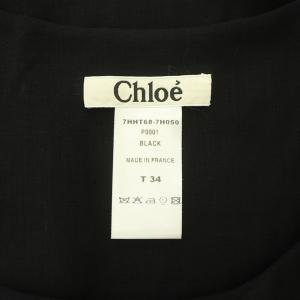 Chloé
7HHT68-7H050
P0001
BLACK
MADE IN FRANCE
T 34